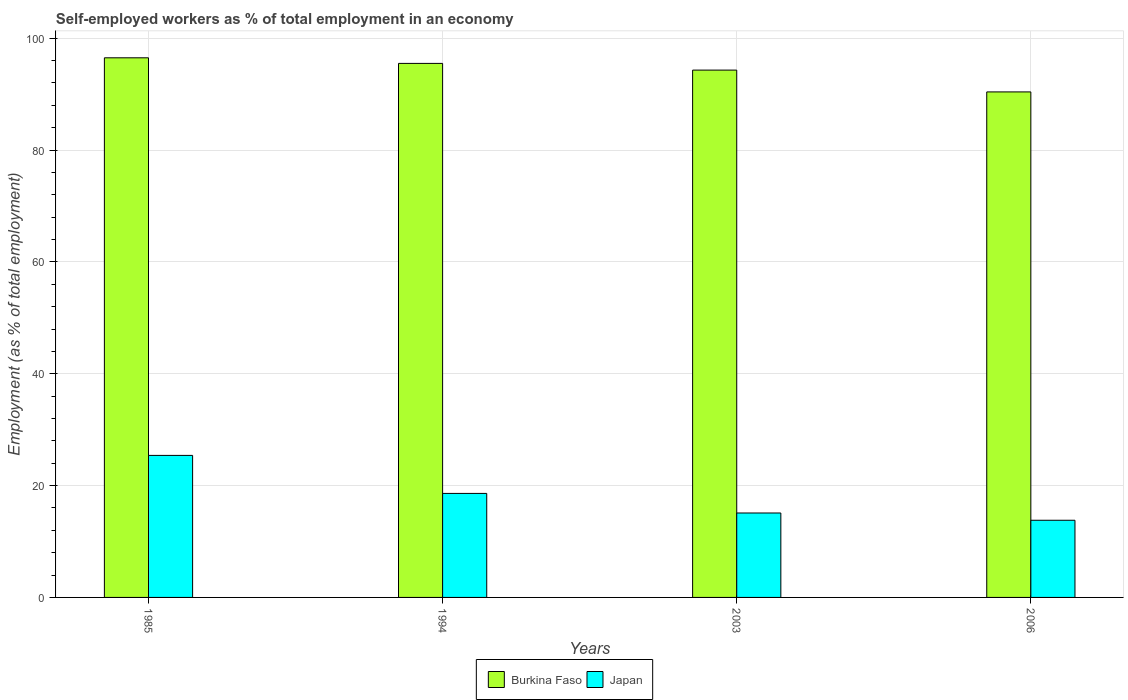 Self-employed workers as % of total employment in an economy
Employment (as % of total employment)
100
80
60
40
20
0
1985
1994
2003
2006
Years
Burkina Faso
Japan